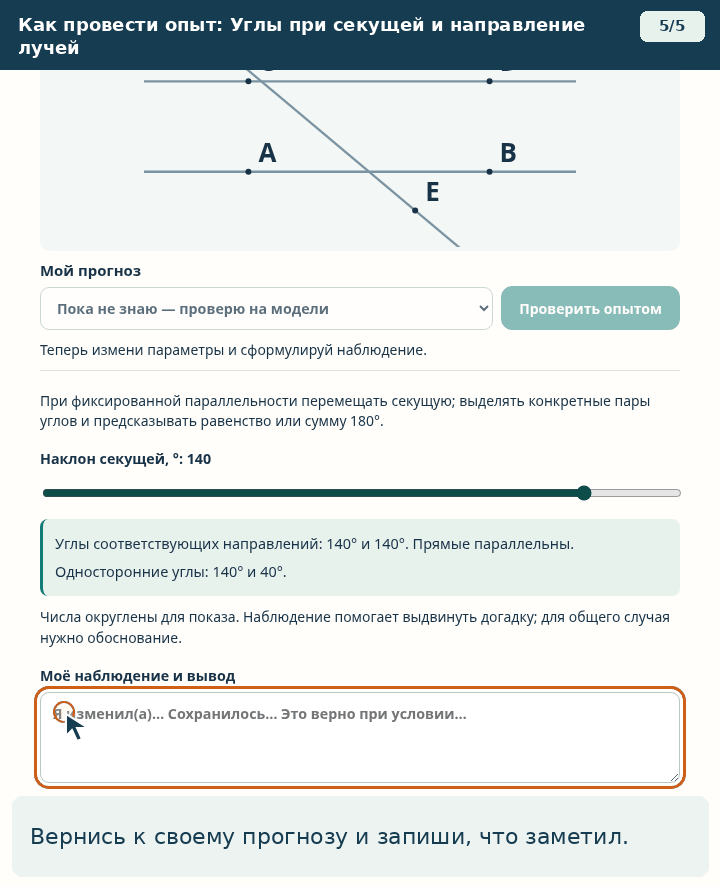 Как провести опыт: Углы при секущей и направление
лучей
5/5
A
B
E
Мой прогноз
Пока не знаю — проверю на модели
Проверить опытом
Теперь измени параметры и сформулируй наблюдение.
При фиксированной параллельности перемещать секущую; выделять конкретные пары
углов и предсказывать равенство или сумму 180°.
Наклон секущей, °: 140
Углы соответствующих направлений: 140° и 140°. Прямые параллельны.
Односторонние углы: 140° и 40°.
Числа округлены для показа. Наблюдение помогает выдвинуть догадку; для общего случая
нужно обоснование.
Моё наблюдение и вывод
Я изменил(а)... Сохранилось... Это верно при условии...
Вернись к своему прогнозу и запиши, что заметил.